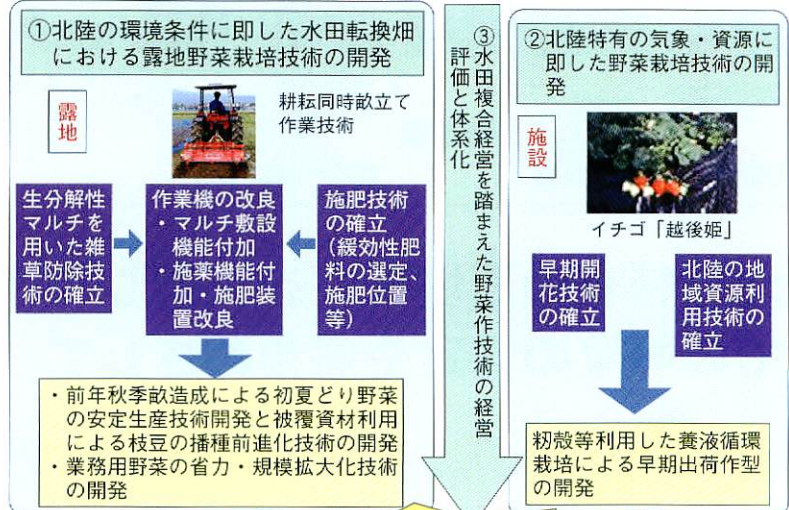 ①北陸の環境条件に即した水田転換畑
における露地野菜栽培技術の開発
露地
耕耘同時畝立て
作業技術
生分解性
マルチを
用いた雑
草防除技
術の確立
作業機の改良
・マルチ敷設
機能付加
・施薬機能付
加・施肥装
置改良
施肥技術
の確立
(緩効性肥
料の選定、
施肥位置
等)
・前年秋季畝造成による初夏どり野菜
の安定生産技術開発と被覆資材利用
による枝豆の播種前進化技術の開発
・業務用野菜の省力・規模拡大化技術
の開発
③水田複合経営を踏まえた野菜作技術の経営
評価と体系化
②北陸特有の気象・資源に
即した野菜栽培技術の開
発
施設
イチゴ「越後姫」
早期開
花技術
の確立
北陸の地
域資源利
用技術の
確立
籾殻等利用した養液循環
栽培による早期出荷作型
の開発